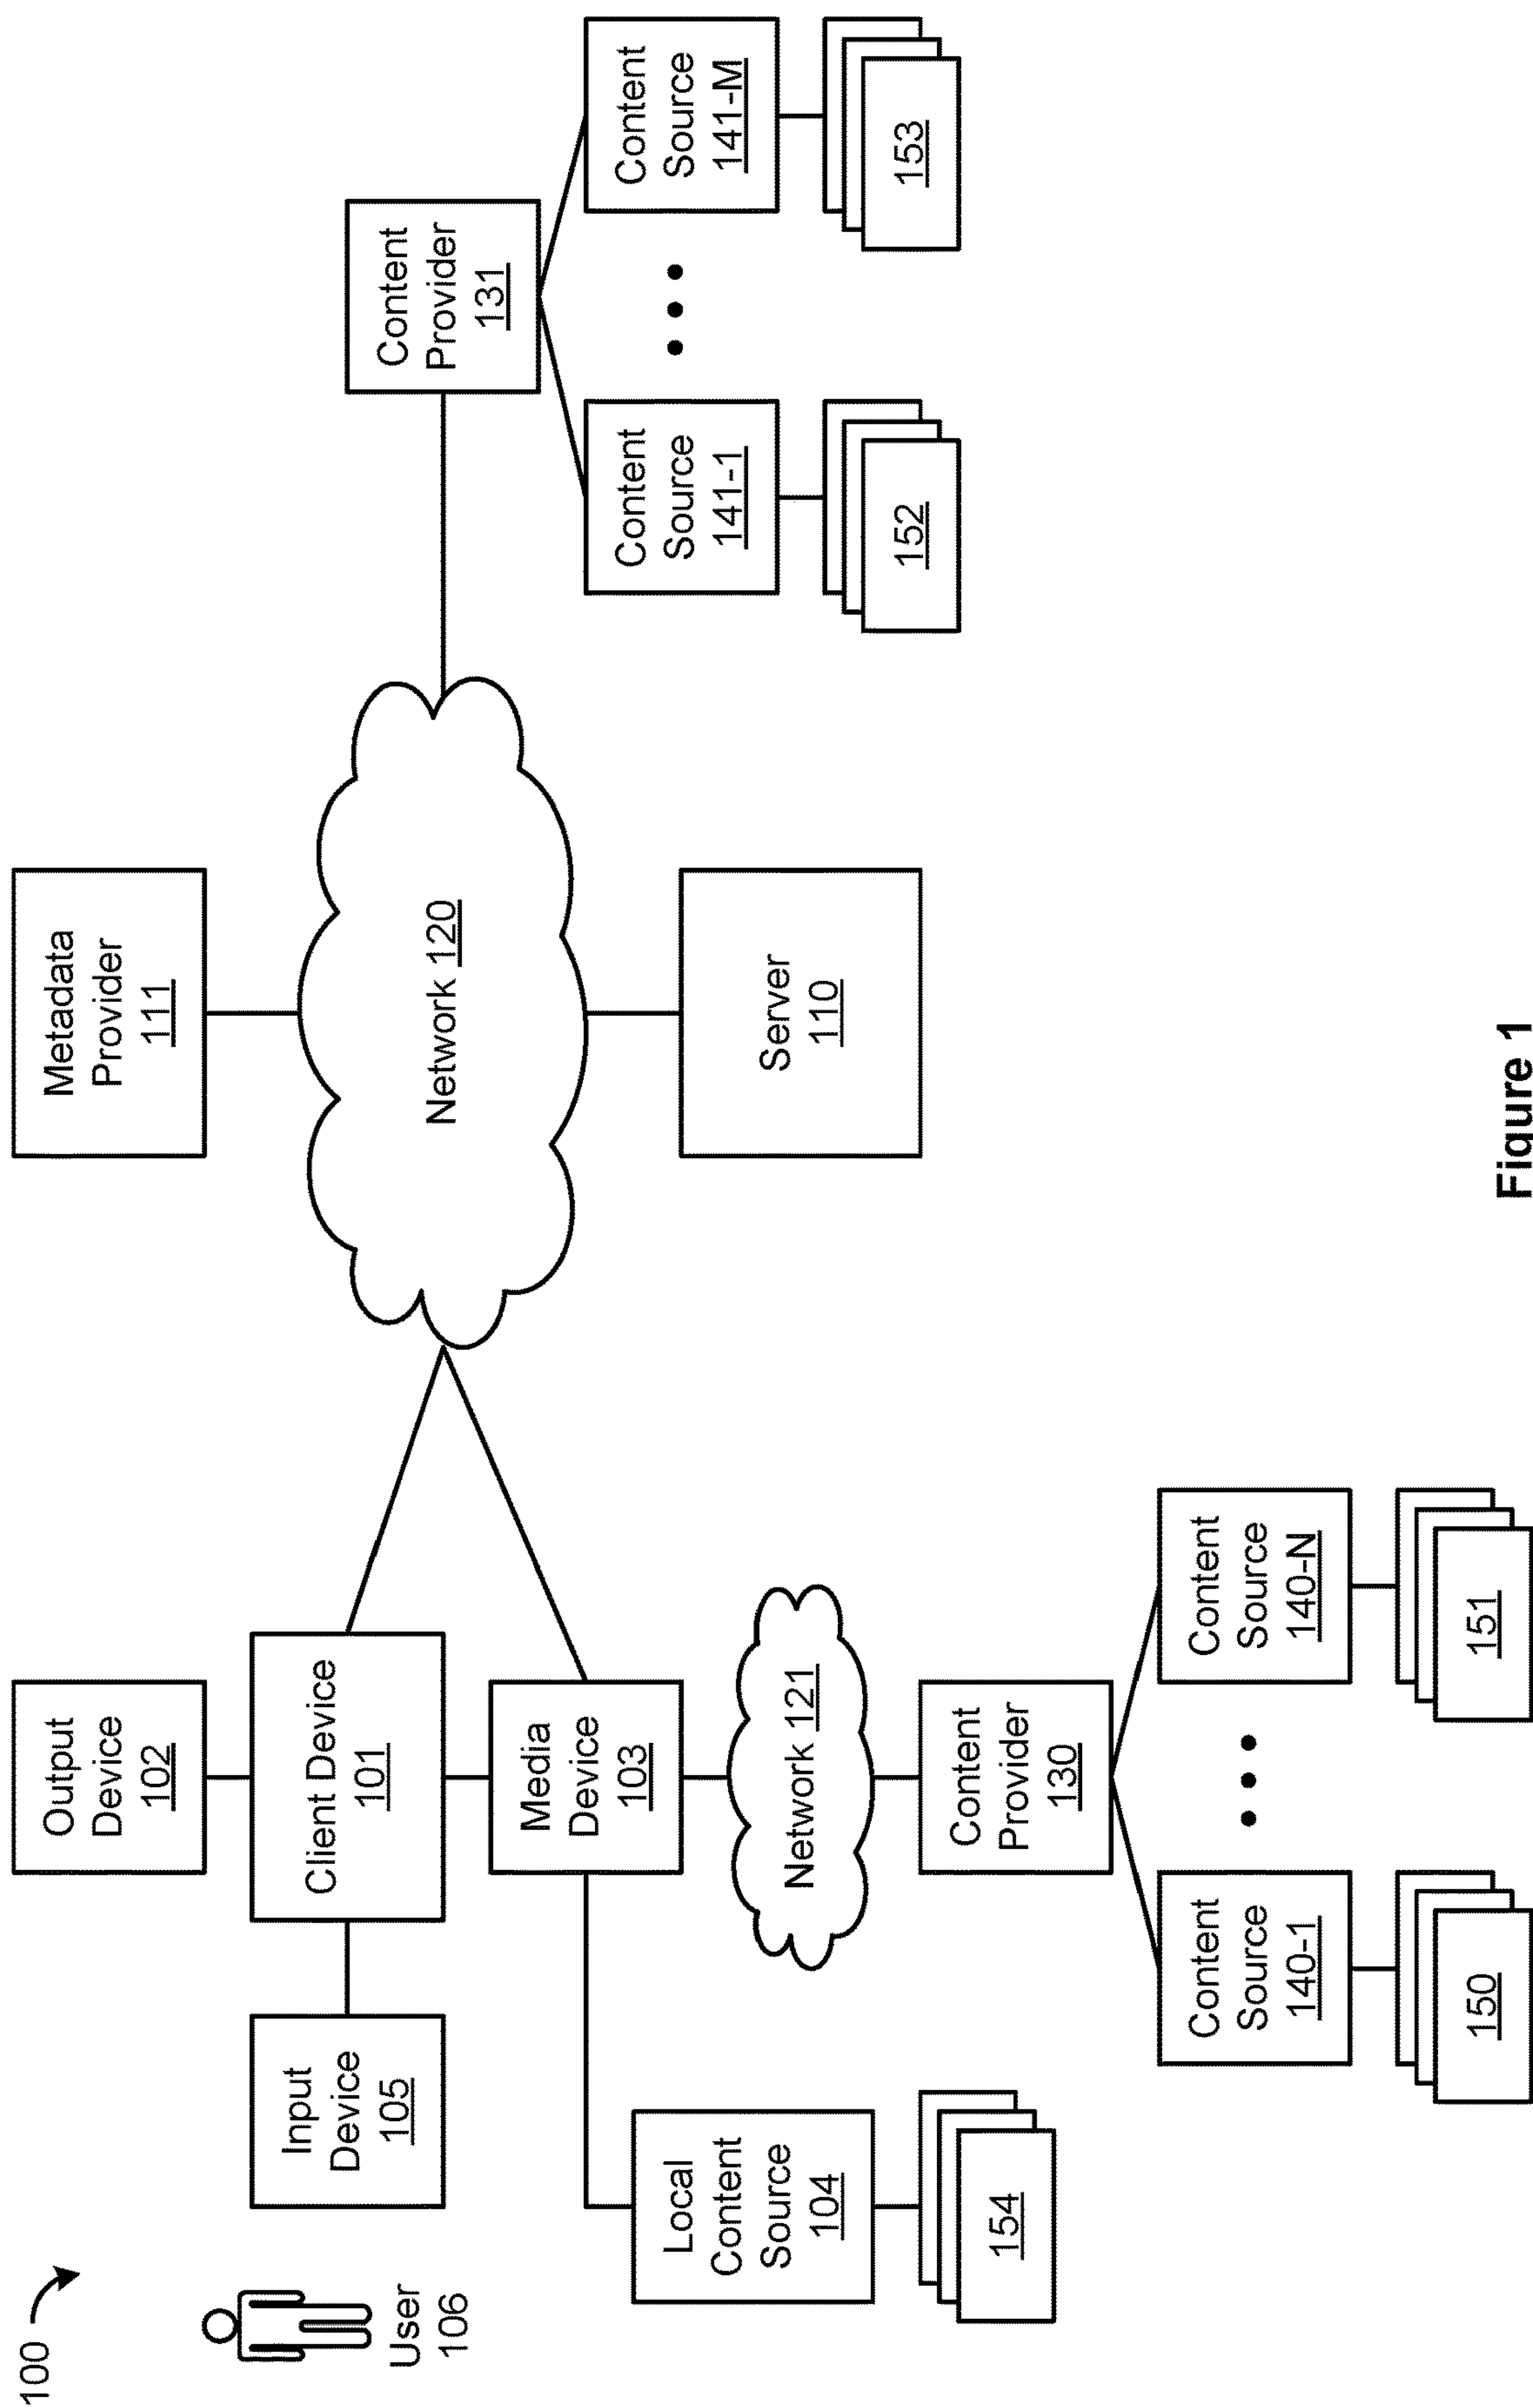 100
User
106
Input
Device
105
Output
Device
102
Client Device
101
Media
Device
103
Local
Content
Source
104
154
Network 121
Content
Provider
130
Content
Source
140-1
150
Content
Source
140-N
151
Metadata
Provider
111
Network 120
Server
110
Content
Provider
131
Content
Source
141-1
152
Content
Source
141-M
153
Figure 1